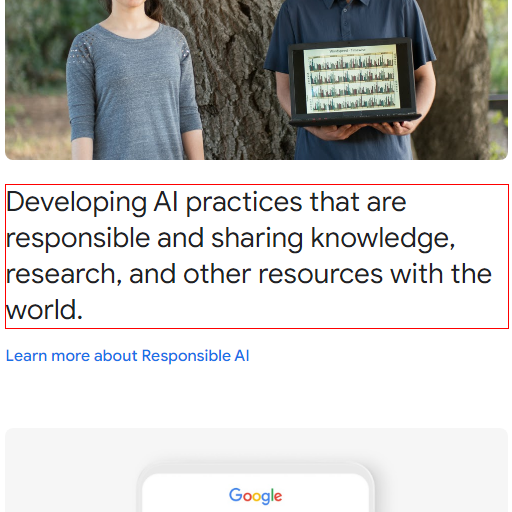 Developing AI practices that are
responsible and sharing knowledge,
research, and other resources with the
world.
Learn more about Responsible AI
Google